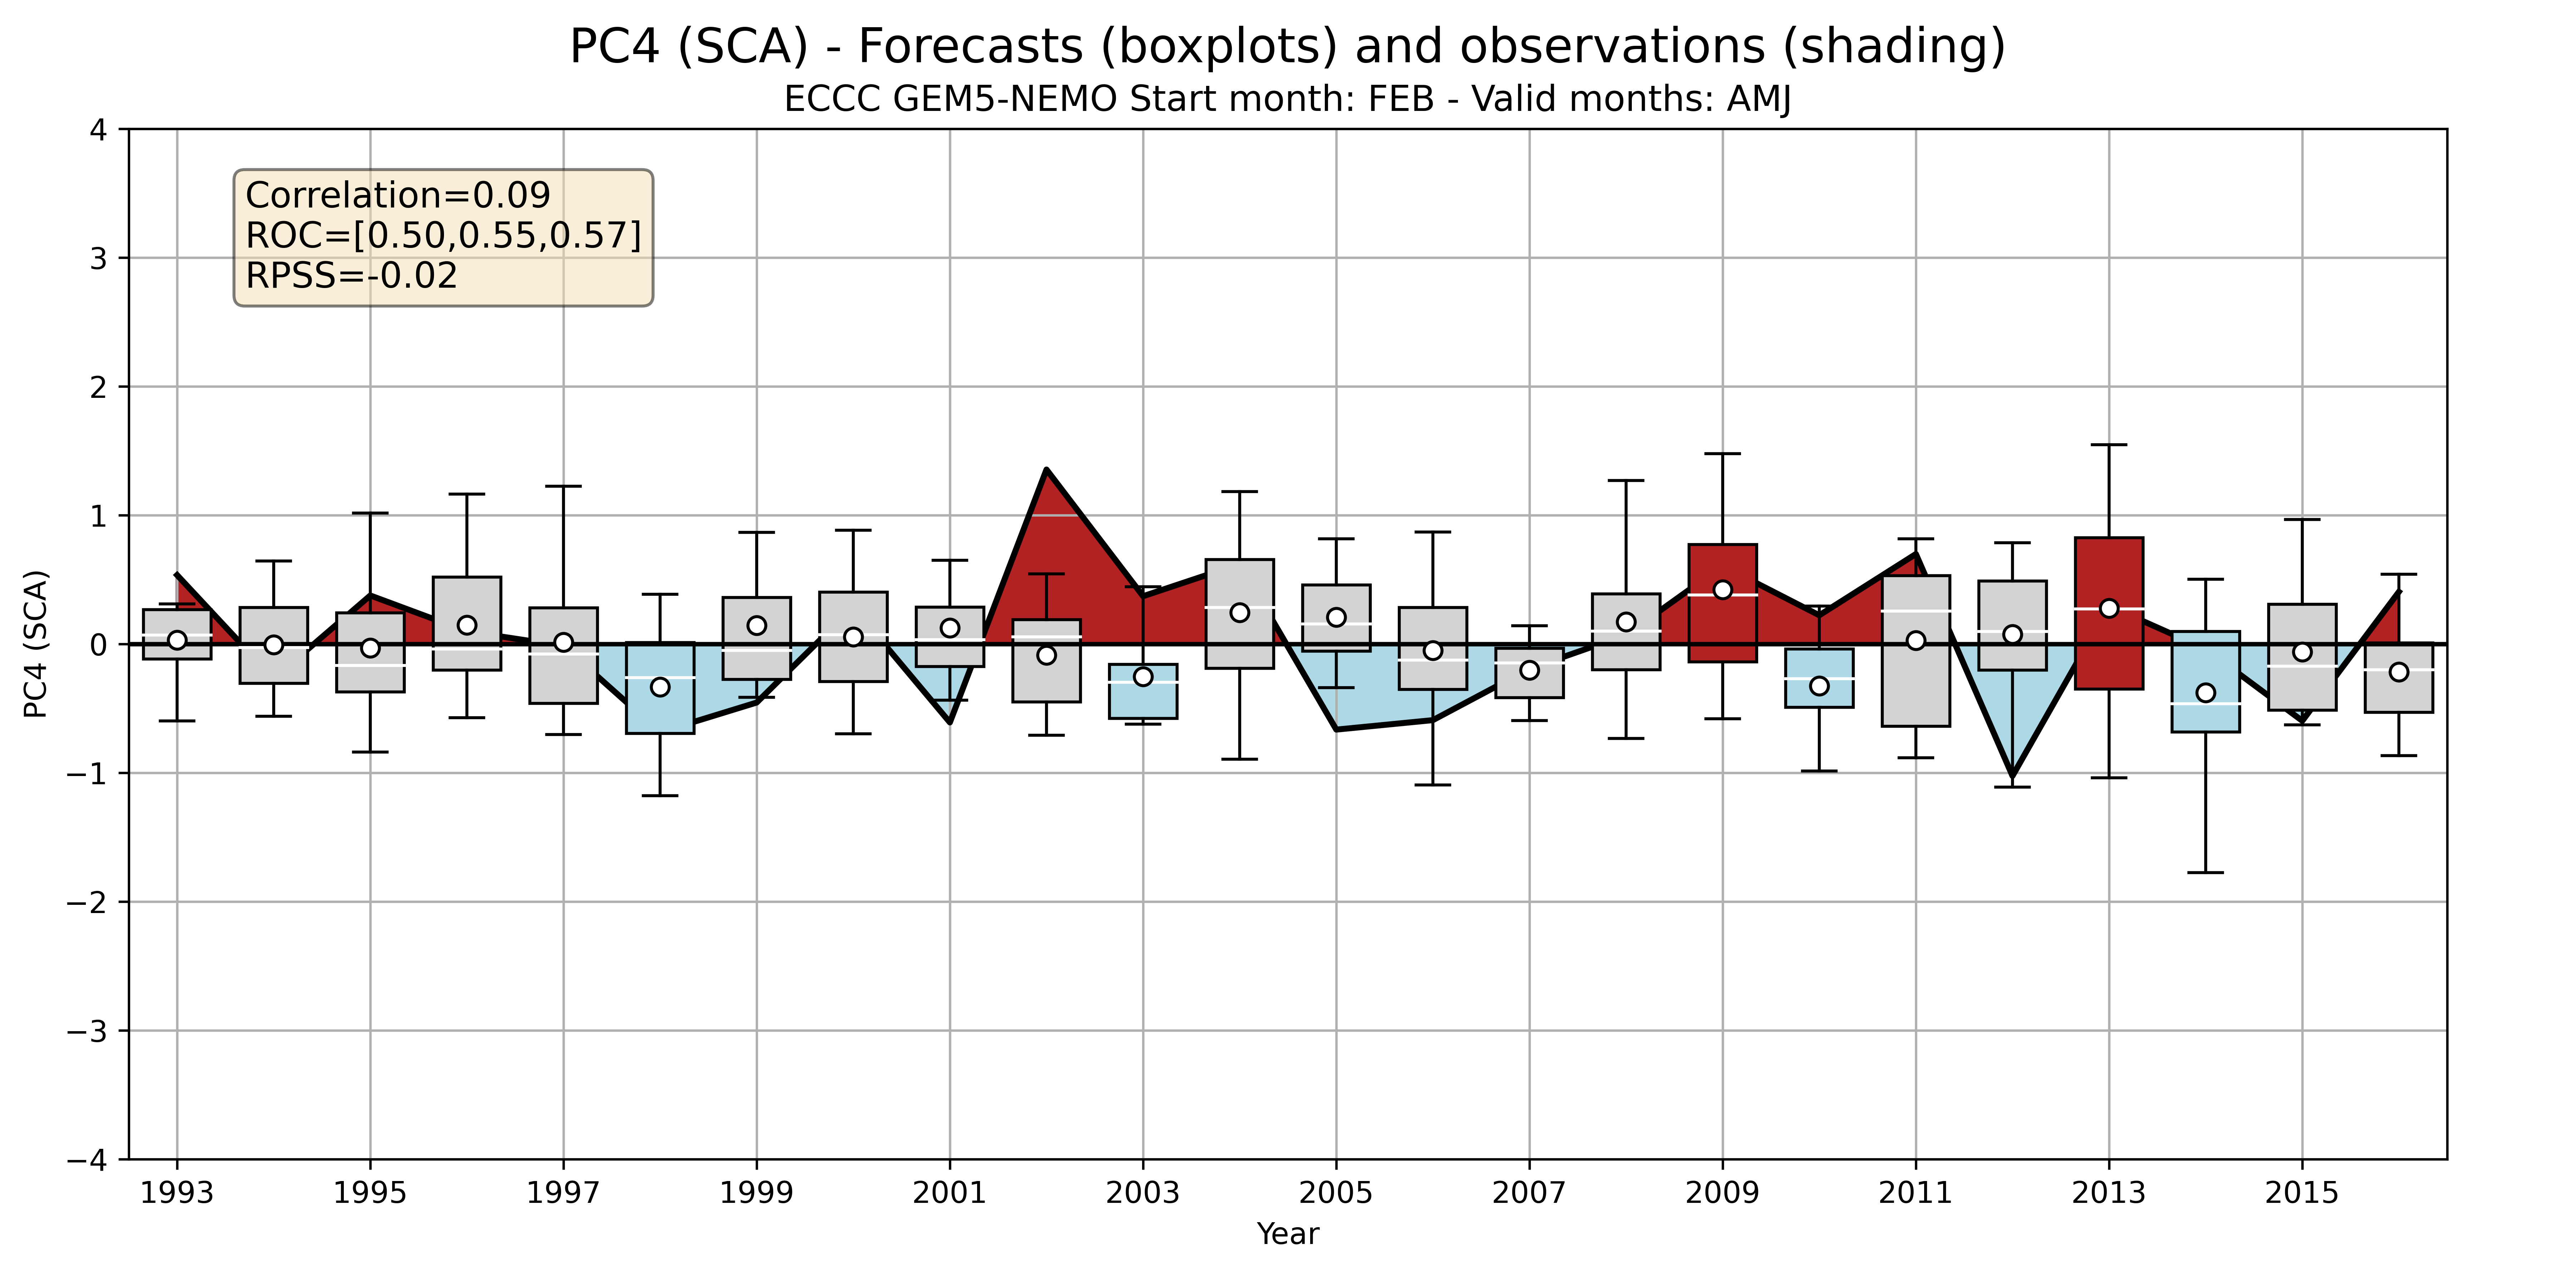 PC4 (SCA) - Forecasts (boxplots) and observations (shading)
ECCC GEM5-NEMO Start month: FEB - Valid months: AMJ
Correlation=0.09
ROC=[0.50,0.55,0.57]
RPSS=-0.02
PC4 (SCA)
4
3
2
1
0
−1
−2
−3
−4
1993 1995 1997 1999 2001 2003 2005 2007 2009 2011 2013 2015
Year